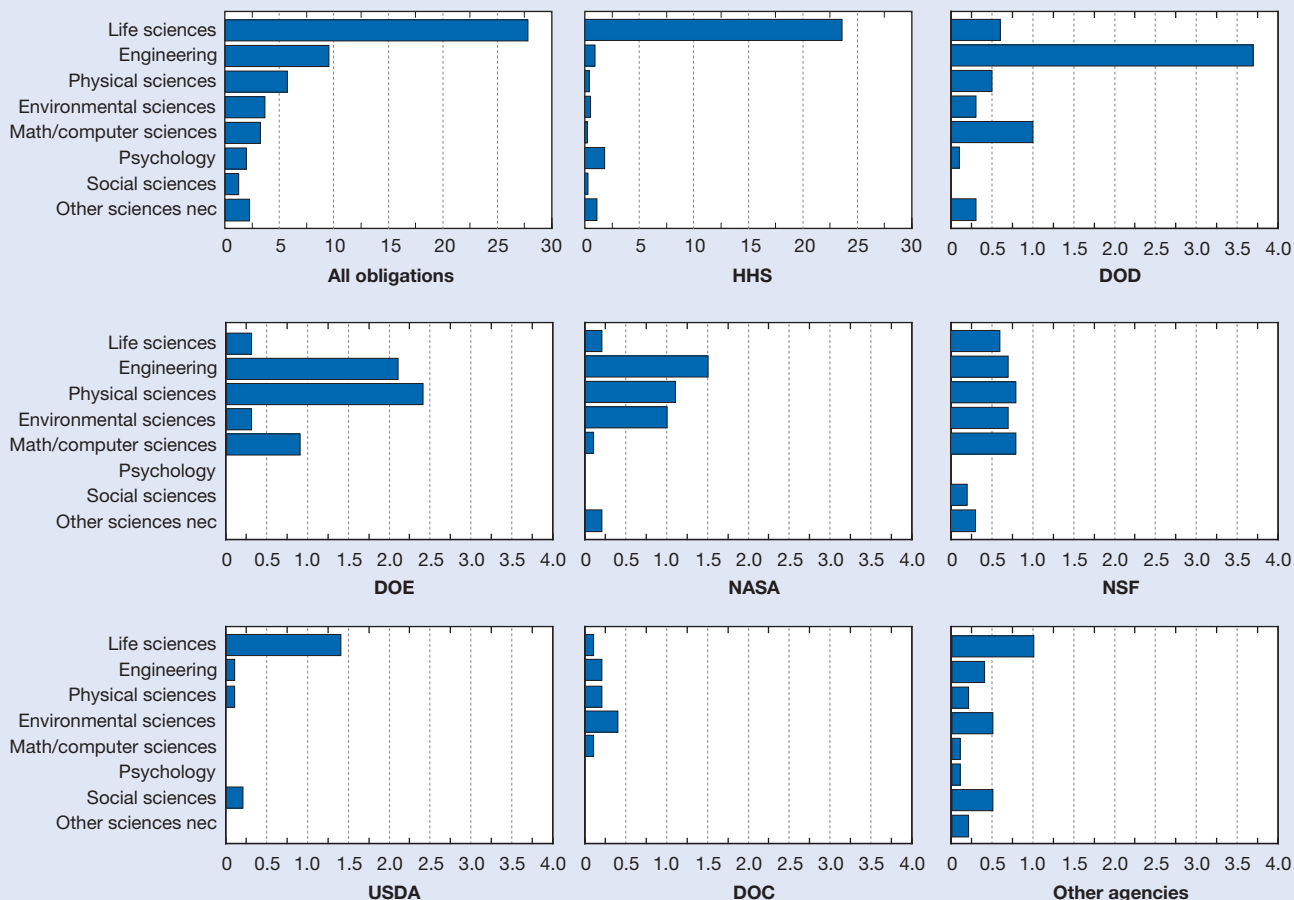 Life sciences
Engineering
Physical sciences
Environmental sciences
Math/computer sciences
Psychology
Social sciences
Other sciences nec
0 5 10 15 20 25 30
All obligations
0 5 10 15 20 25 30
HHS
0 0.5 1.0 1.5 2.0 2.5 3.0 3.5 4.0
DOD
Life sciences
Engineering
Physical sciences
Environmental sciences
Math/computer sciences
Psychology
Social sciences
Other sciences nec
0 0.5 1.0 1.5 2.0 2.5 3.0 3.5 4.0
DOE
0 0.5 1.0 1.5 2.0 2.5 3.0 3.5 4.0
NASA
0 0.5 1.0 1.5 2.0 2.5 3.0 3.5 4.0
NSF
Life sciences
Engineering
Physical sciences
Environmental sciences
Math/computer sciences
Psychology
Social sciences
Other sciences nec
0 0.5 1.0 1.5 2.0 2.5 3.0 3.5 4.0
USDA
0 0.5 1.0 1.5 2.0 2.5 3.0 3.5 4.0
DOC
0 0.5 1.0 1.5 2.0 2.5 3.0 3.5 4.0
Other agencies